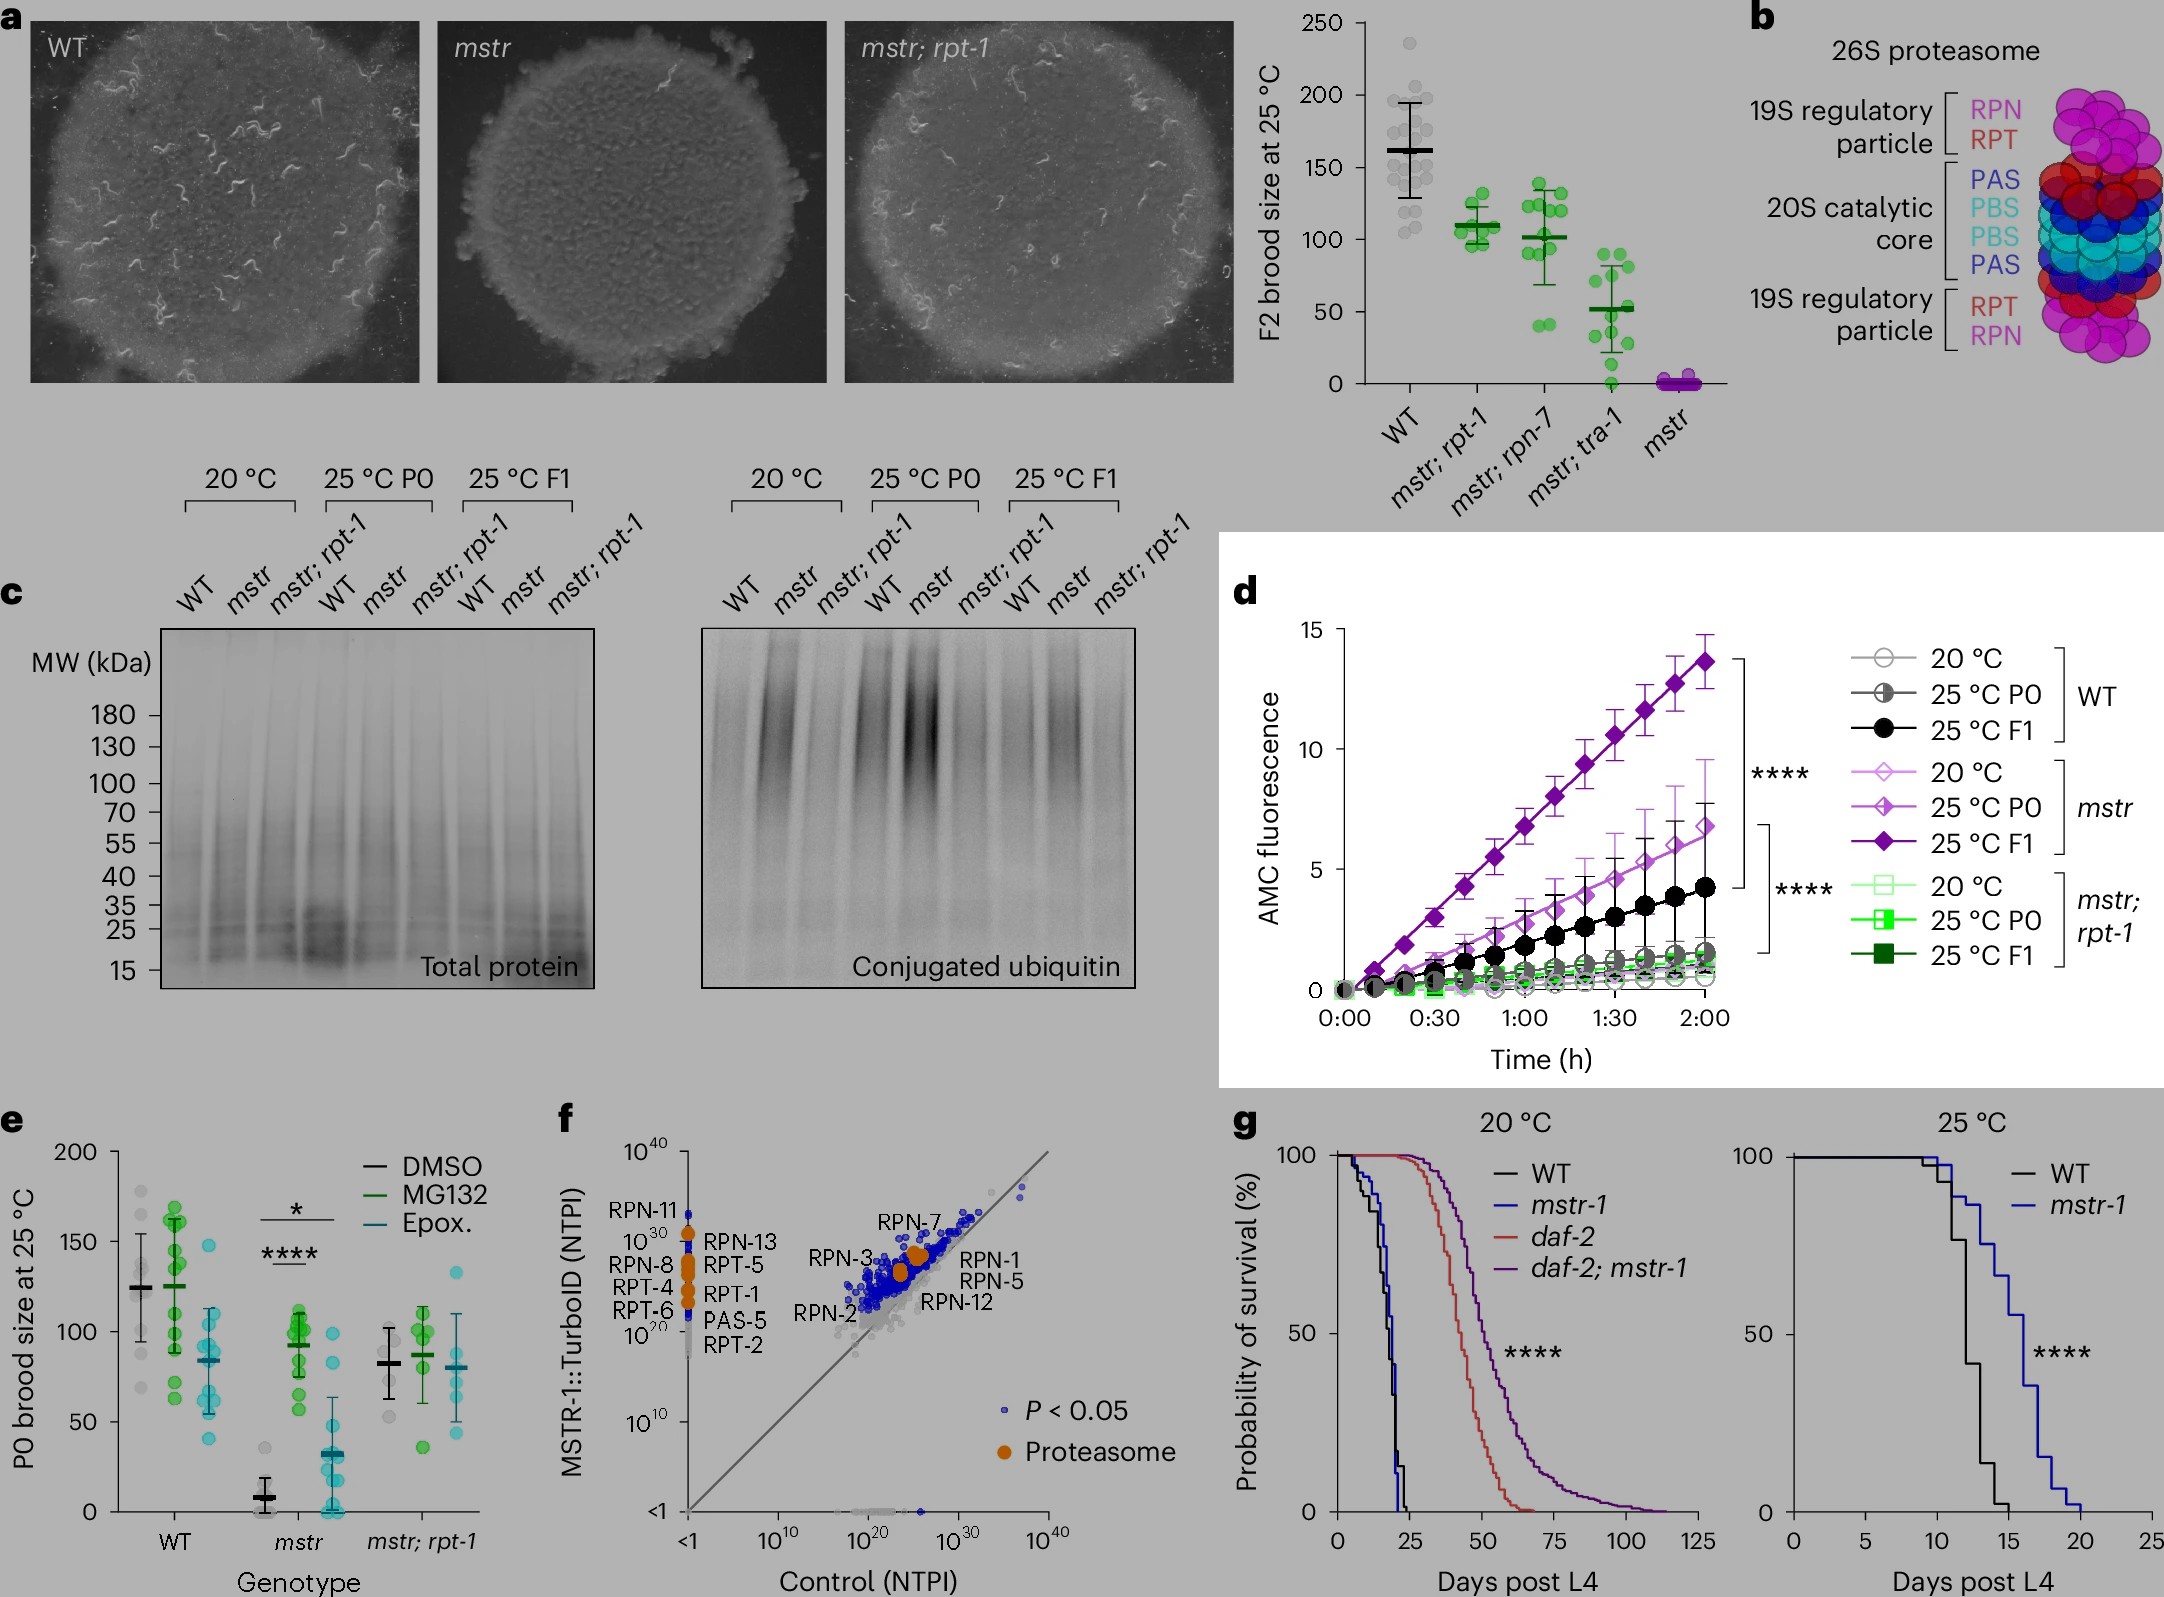 a
WT
mstr
mstr; rpt-1
F2 brood size at 25 °C
250
200
150
100
50
0
WT
mstr; rpt-1
mstr; rpn-7
mstr; tra-1
mstr
b
26S proteasome
19S regulatory
particle
RPN
RPT
20S catalytic
core
PAS
PBS
PBS
PAS
19S regulatory
particle
RPT
RPN
c
20 °C
25 °C P0
25 °C F1
WT
mstr
mstr; rpt-1
WT
mstr
mstr; rpt-1
WT
mstr
mstr; rpt-1
MW (kDa)
180
130
100
70
55
40
35
25
15
Total protein
20 °C
25 °C P0
25 °C F1
WT
mstr
mstr; rpt-1
WT
mstr
mstr; rpt-1
WT
mstr
mstr; rpt-1
Conjugated ubiquitin
d
AMC fluorescence
15
10
5
0
0:00
0:30
1:00
1:30
2:00
Time (h)
****
****
20 °C
25 °C P0
25 °C F1
WT
20 °C
25 °C P0
25 °C F1
mstr
20 °C
25 °C P0
25 °C F1
mstr;
rpt-1
e
P0 brood size at 25 °C
200
150
100
50
0
DMSO
MG132
Epox.
*
****
WT
mstr
mstr; rpt-1
Genotype
f
MSTR-1::TurboID (NTPI)
10⁴⁰
10³⁰
10²⁰
10¹⁰
<1
RPN-11
RPN-13
RPN-8
RPT-5
RPT-4
RPT-1
RPT-6
PAS-5
RPT-2
RPN-7
RPN-3
RPN-1
RPN-5
RPN-12
RPN-2
P < 0.05
Proteasome
<1
10¹⁰
10²⁰
10³⁰
10⁴⁰
Control (NTPI)
g
20 °C
Probability of survival (%)
100
50
0
WT
mstr-1
daf-2
daf-2; mstr-1
****
0
25
50
75
100
125
Days post L4
25 °C
100
50
0
WT
mstr-1
****
0
5
10
15
20
25
Days post L4